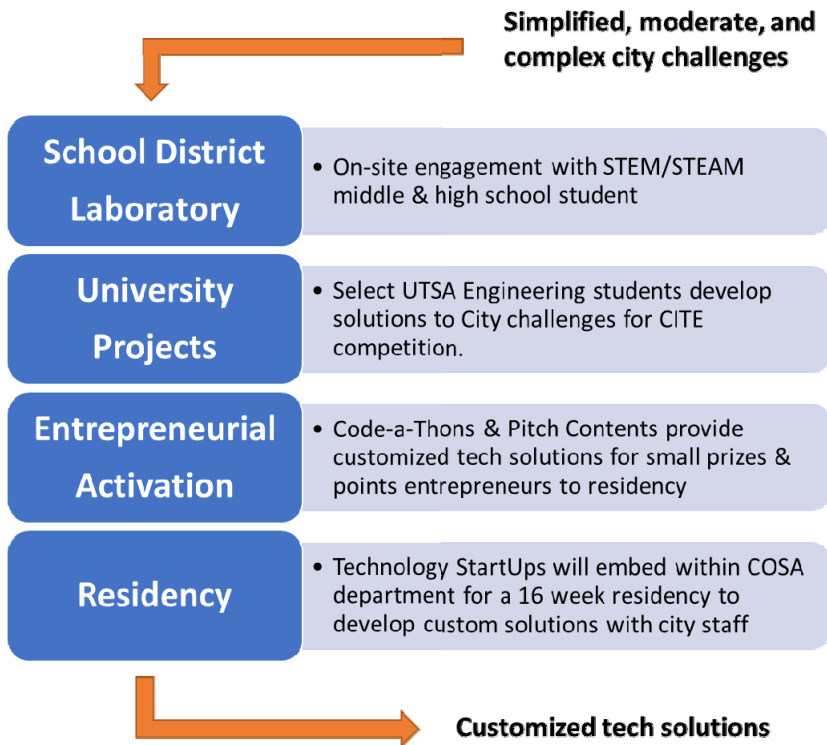 Simplified, moderate, and
complex city challenges
School District
Laboratory
• On-site engagement with STEM/STEAM
middle & high school student
University
Projects
• Select UTSA Engineering students develop
solutions to City challenges for CITE
competition.
Entrepreneurial
Activation
• Code-a-Thons & Pitch Contents provide
customized tech solutions for small prizes &
points entrepreneurs to residency
Residency
• Technology StartUps will embed within COSA
department for a 16 week residency to
develop custom solutions with city staff
Customized tech solutions